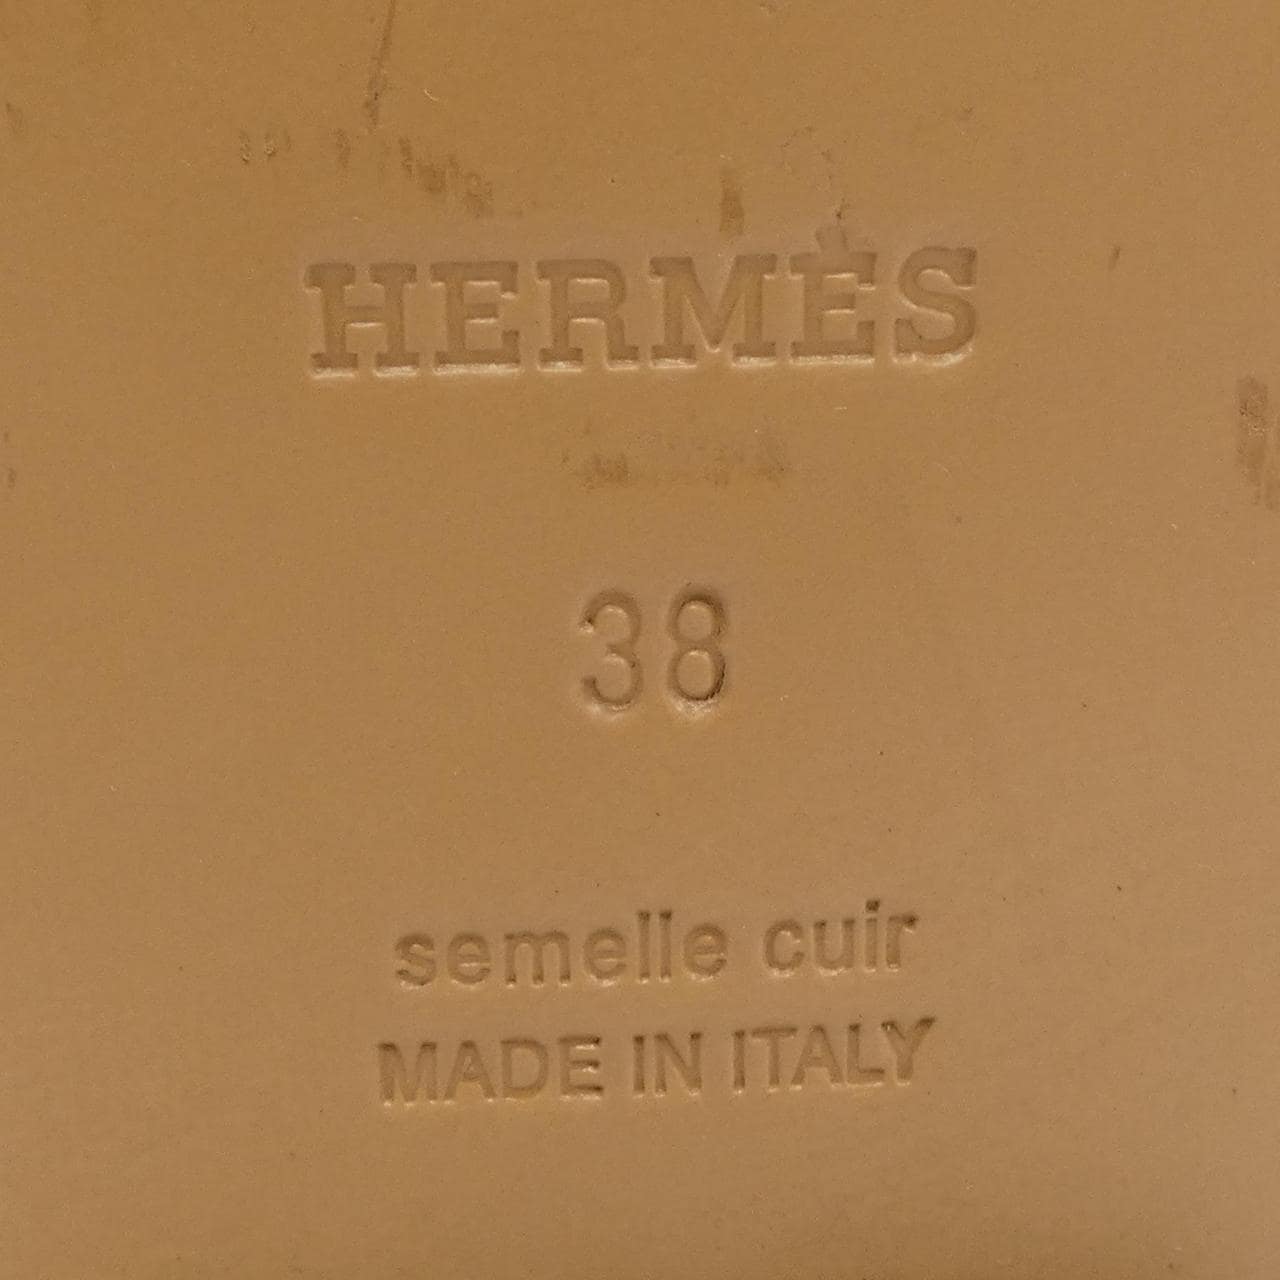 HERMÈS
38
semelle cuir
MADE IN ITALY